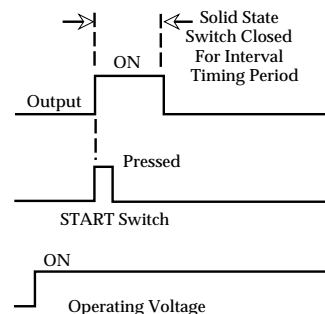 Solid State
Switch Closed
For Interval
Timing Period
ON
Output
Pressed
START Switch
ON
Operating Voltage